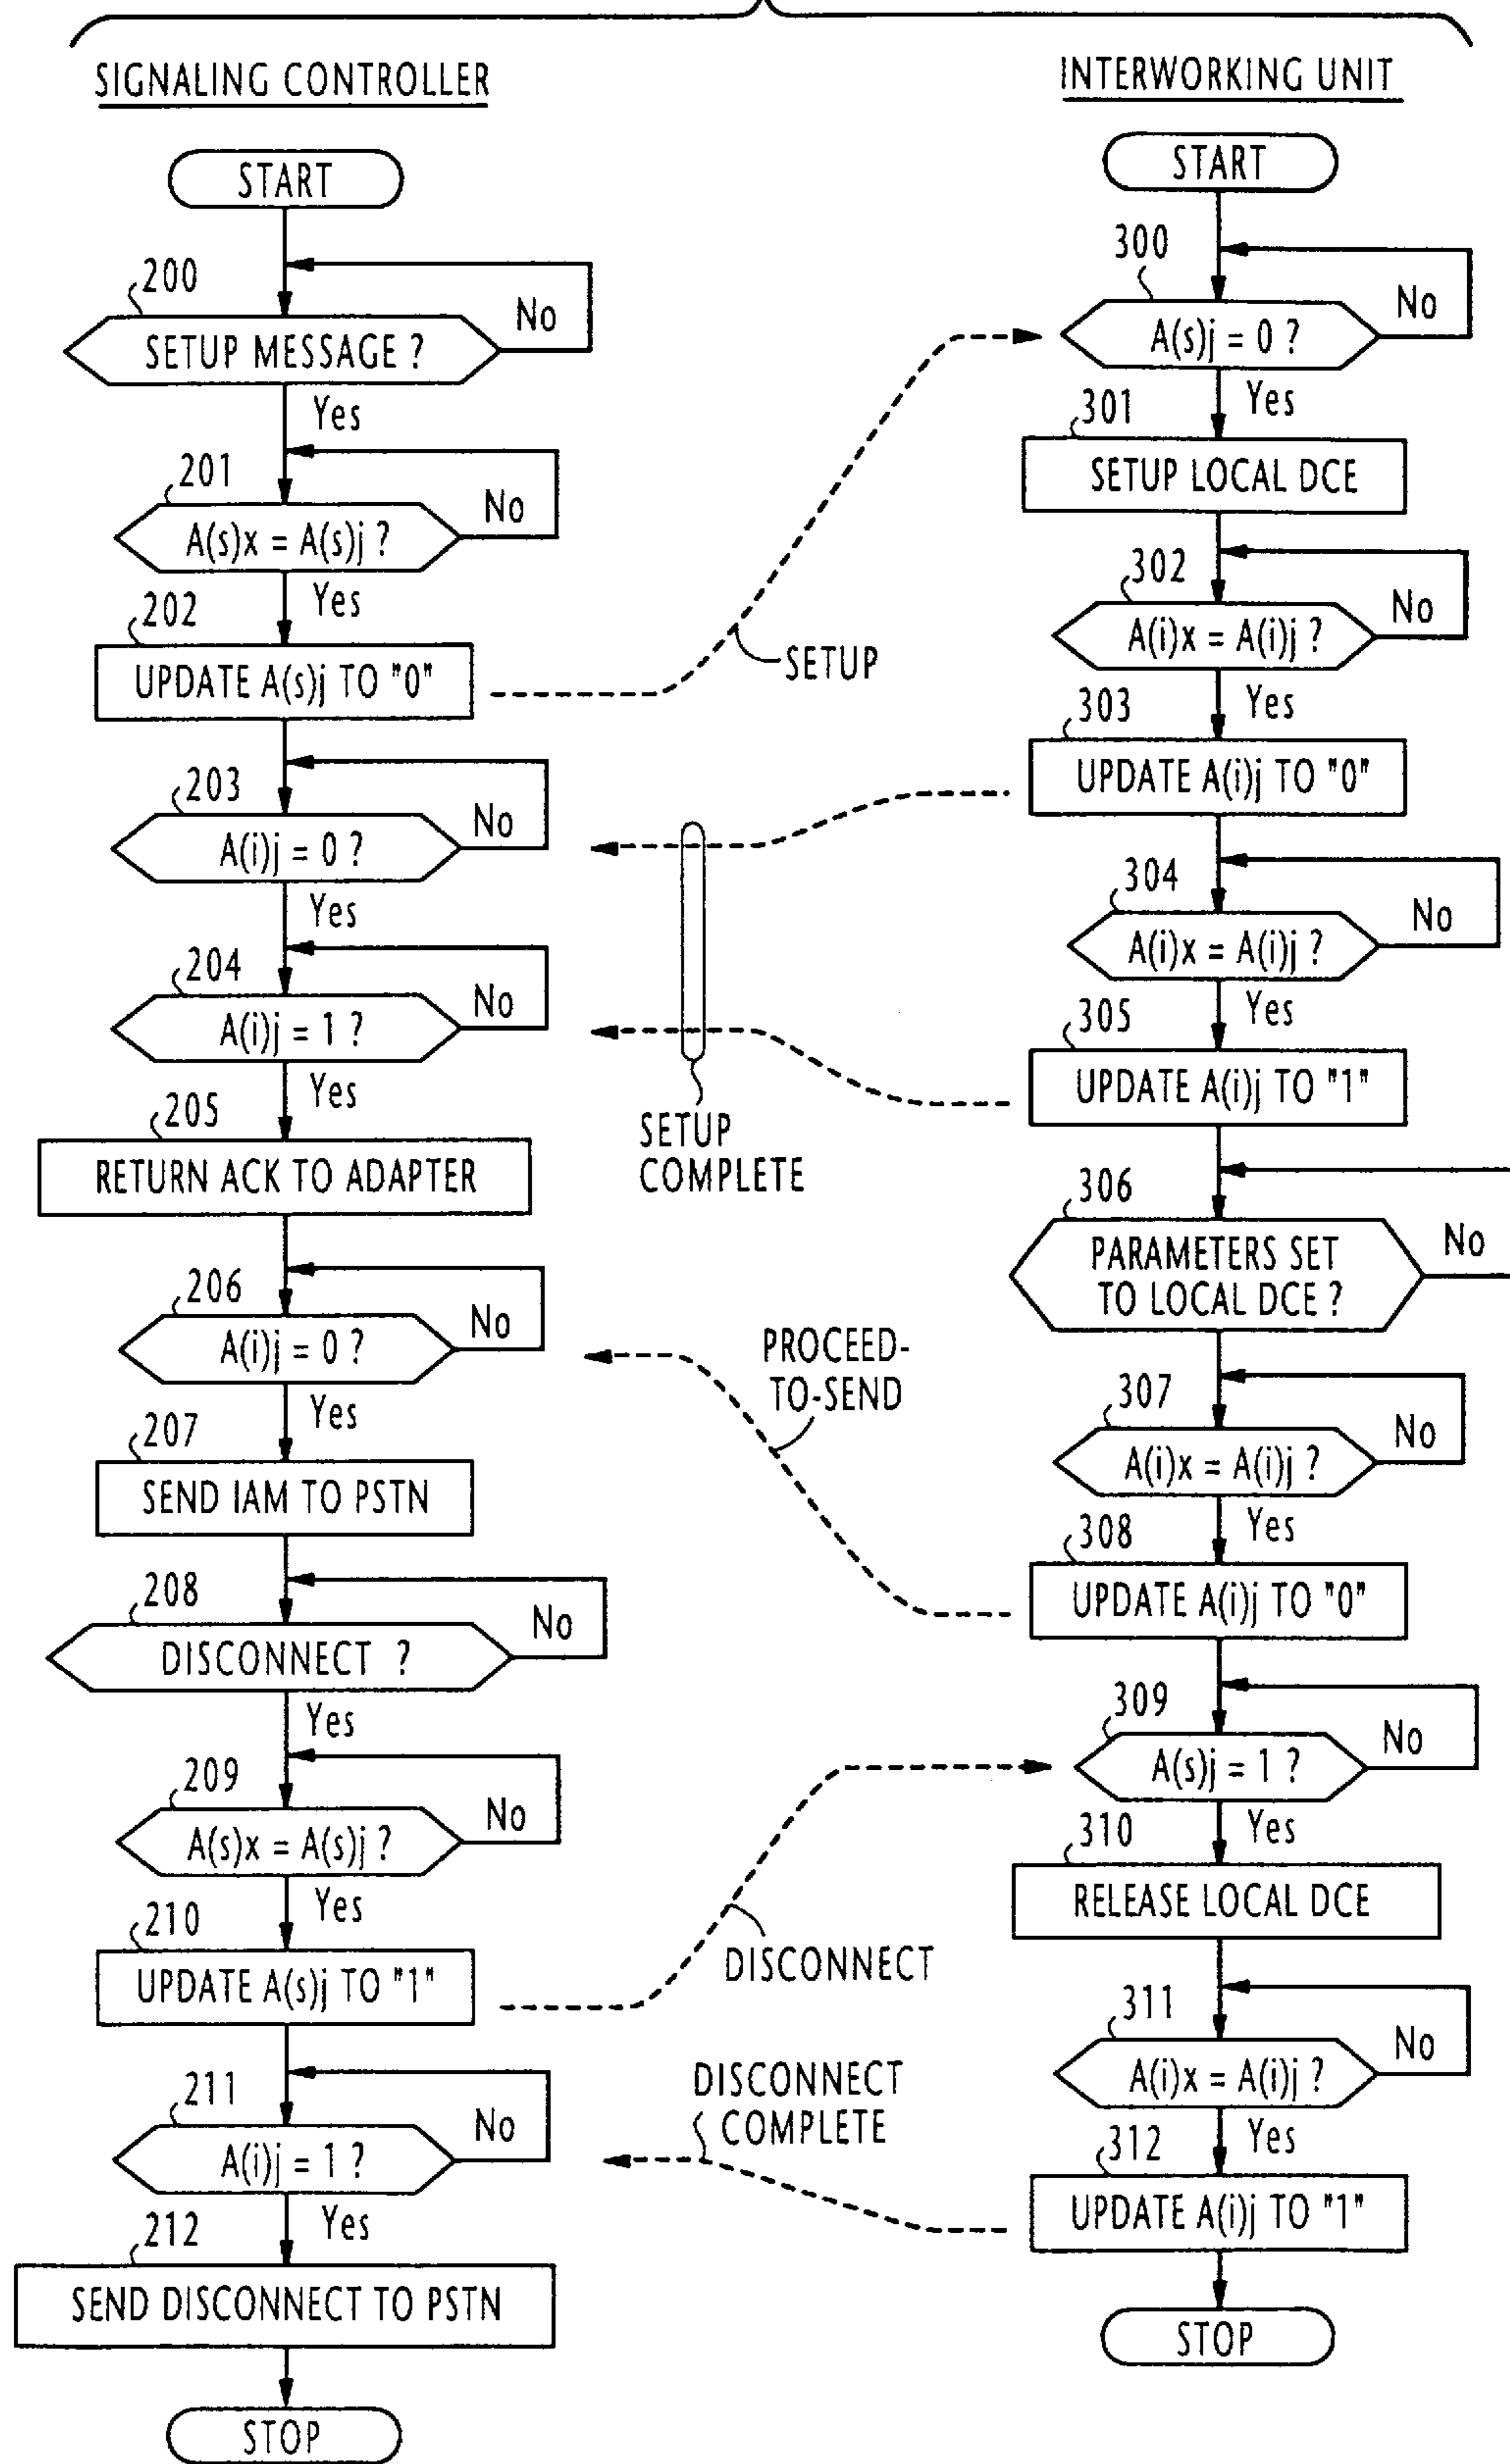 SIGNALING CONTROLLER
START
200
SETUP MESSAGE ?
No
Yes
201
A(s)x = A(s)j ?
No
Yes
202
UPDATE A(s)j TO "0"
203
A(i)j = 0 ?
No
Yes
204
A(i)j = 1 ?
No
Yes
205
RETURN ACK TO ADAPTER
206
A(i)j = 0 ?
No
Yes
207
SEND IAM TO PSTN
208
DISCONNECT ?
No
Yes
209
A(s)x = A(s)j ?
No
Yes
210
UPDATE A(s)j TO "1"
211
A(i)j = 1 ?
No
Yes
212
SEND DISCONNECT TO PSTN
STOP
SETUP
SETUP
COMPLETE
PROCEED-
TO-SEND
DISCONNECT
DISCONNECT
COMPLETE
INTERWORKING UNIT
START
300
A(s)j = 0 ?
No
Yes
301
SETUP LOCAL DCE
302
A(i)x = A(i)j ?
No
Yes
303
UPDATE A(i)j TO "0"
304
A(i)x = A(i)j ?
No
Yes
305
UPDATE A(i)j TO "1"
306
PARAMETERS SET
TO LOCAL DCE ?
No
307
A(i)x = A(i)j ?
No
Yes
308
UPDATE A(i)j TO "0"
309
A(s)j = 1 ?
No
Yes
310
RELEASE LOCAL DCE
311
A(i)x = A(i)j ?
No
Yes
312
UPDATE A(i)j TO "1"
STOP